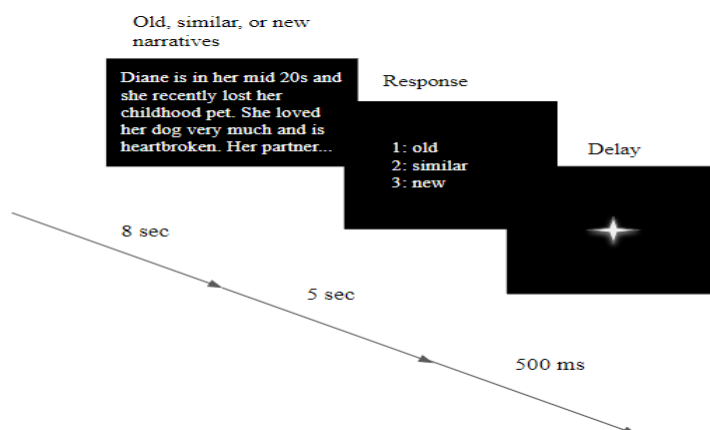 Old, similar, or new
narratives
Diane is in her mid 20s and
she recently lost her
childhood pet. She loved
her dog very much and is
heartbroken. Her partner...
Response
1: old
2: similar
3: new
Delay
8 sec
5 sec
500 ms